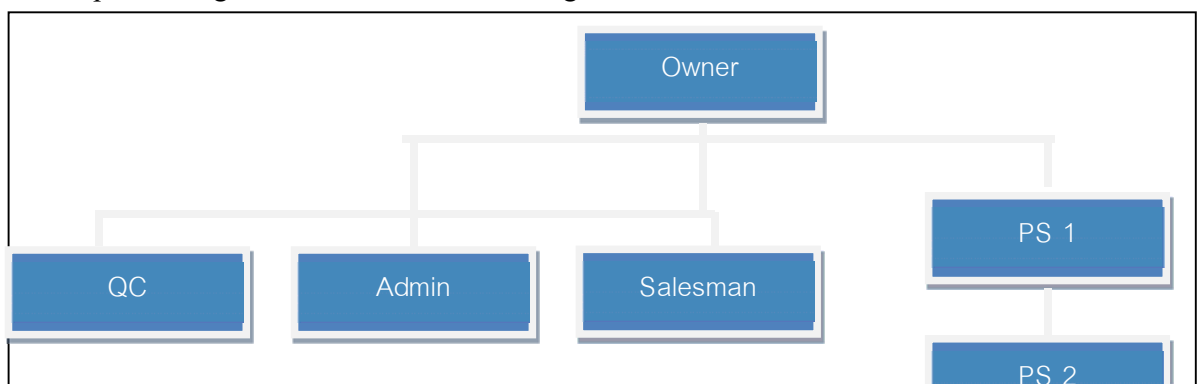 Owner
PS 1
QC
Admin
Salesman
PS 2